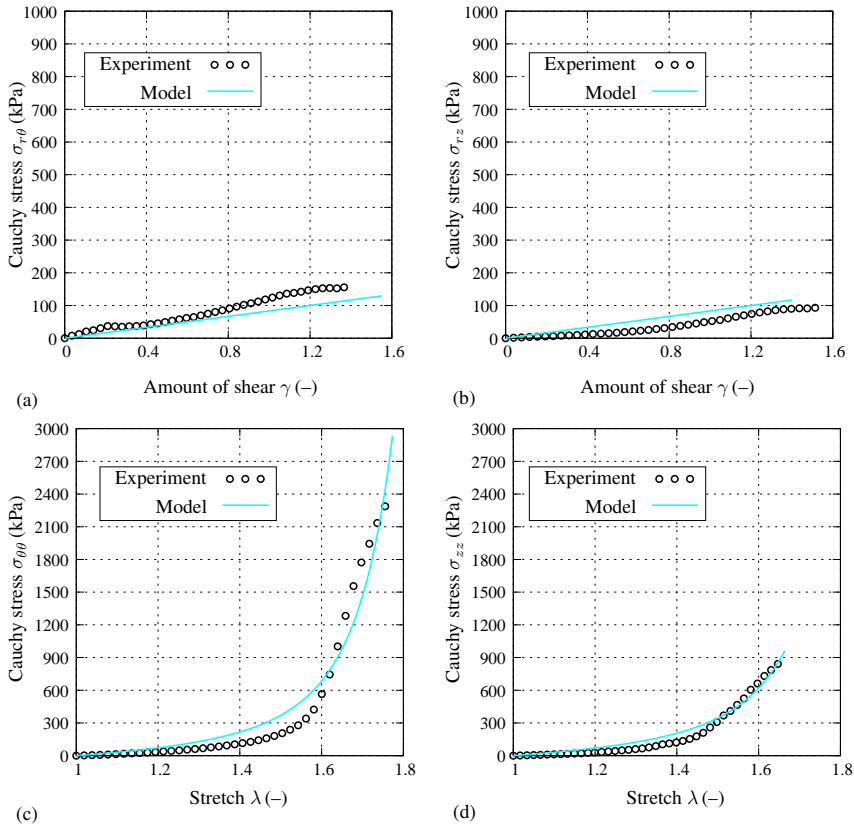 1000
900
800
700
600
500
400
300
200
100
0
0 0.4 0.8 1.2 1.6
Cauchy stress σrθ (kPa)
Experiment
Model
Amount of shear γ (–)
(a)
1000
900
800
700
600
500
400
300
200
100
0
0 0.4 0.8 1.2 1.6
Cauchy stress σrz (kPa)
Experiment
Model
Amount of shear γ (–)
(b)
3000
2700
2400
2100
1800
1500
1200
900
600
300
0
1 1.2 1.4 1.6 1.8
Cauchy stress σθθ (kPa)
Experiment
Model
Stretch λ (–)
(c)
3000
2700
2400
2100
1800
1500
1200
900
600
300
0
1 1.2 1.4 1.6 1.8
Cauchy stress σzz (kPa)
Experiment
Model
Stretch λ (–)
(d)